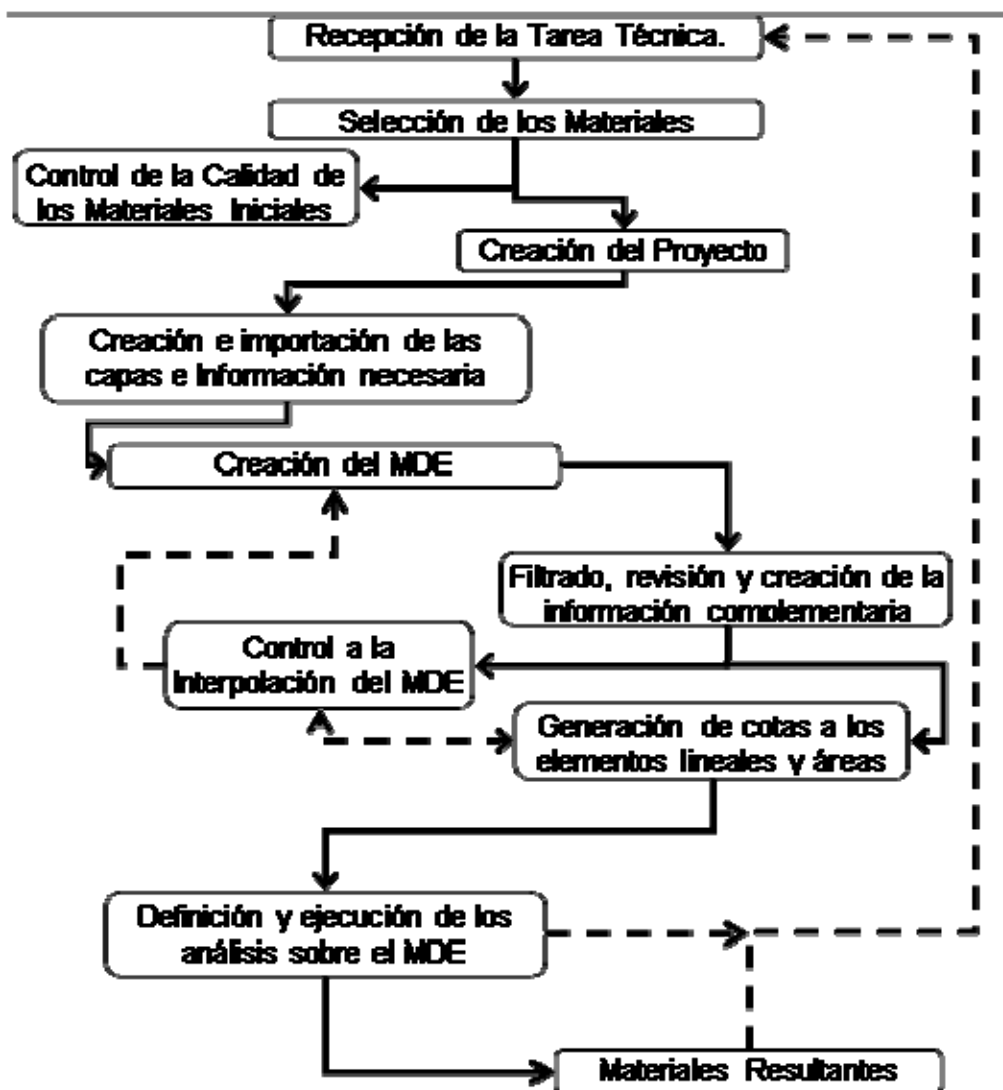 Recepción de la Tarea Técnica.
Selección de los Materiales
Control de la Calidad de
los Materiales Iniciales
Creación del Proyecto
Creación e importación de las
capas e Información necesaria
Creación del MDE
Filtrado, revisión y creación de la
información comolementaria
Control a la
Interpolación del MDE
Generación de cotas a los
elementos lineales y áreas
Definición y ejecución de los
análisis sobre el MDE
Materiales Resultantes